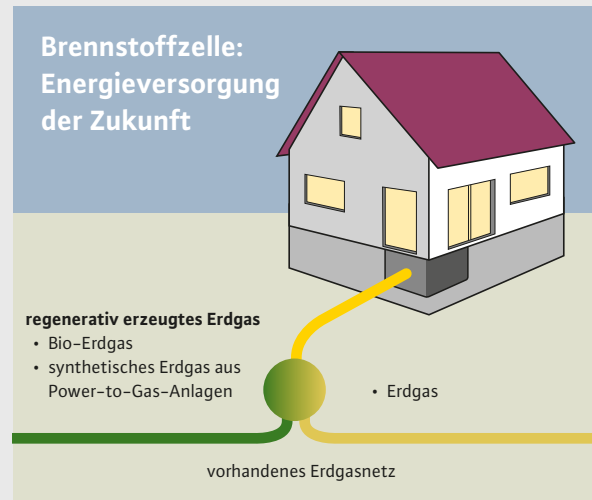 Brennstoffzelle:
Energieversorgung
der Zukunft
regenerativ erzeugtes Erdgas
• Bio-Erdgas
• synthetisches Erdgas aus
Power-to-Gas-Anlagen
• Erdgas
vorhandenes Erdgasnetz